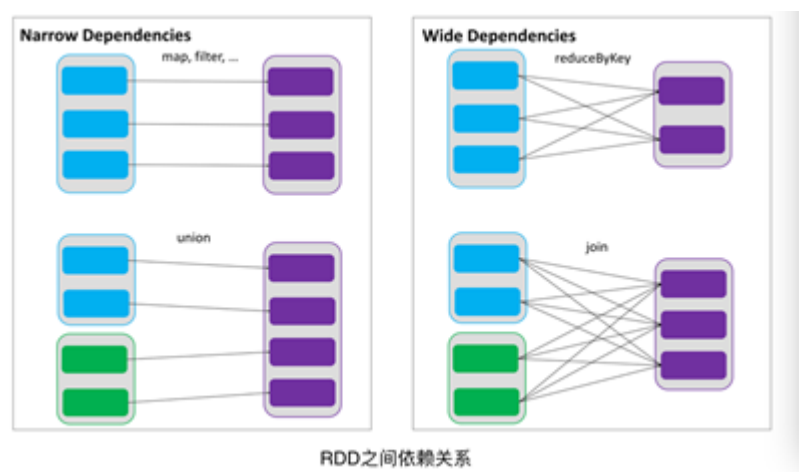 Narrow Dependencies
map, filter, ...
union
Wide Dependencies
reduceByKey
join
RDD之间依赖关系